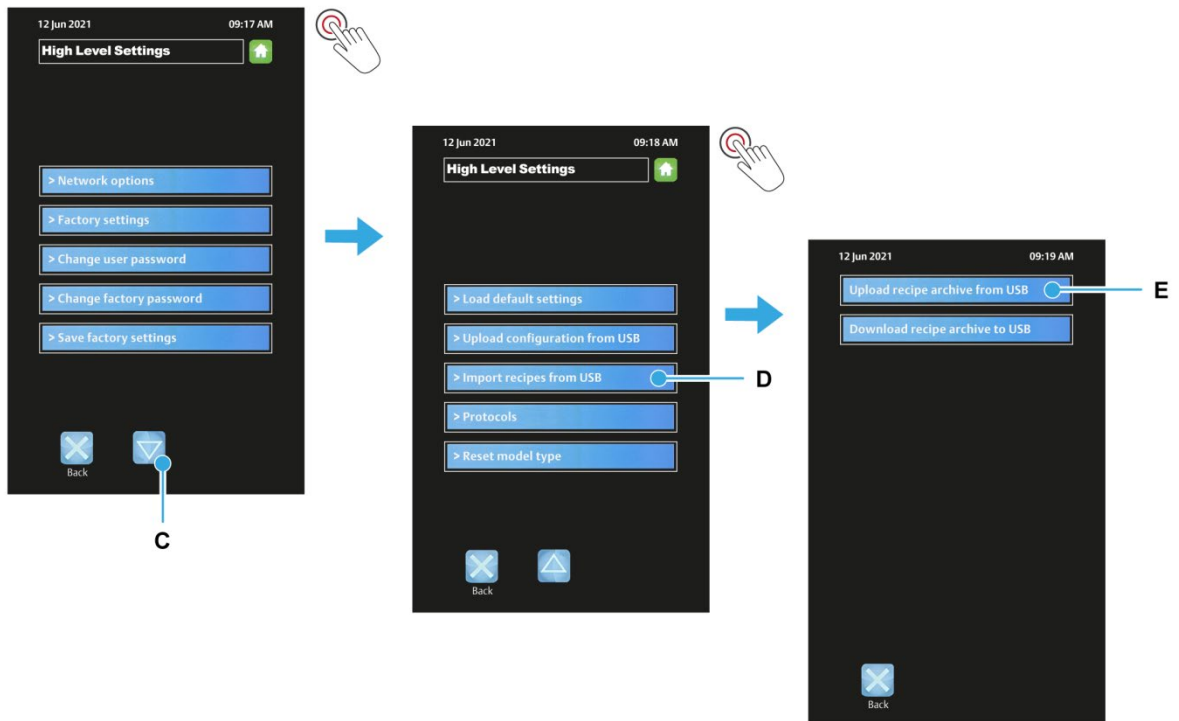 12 Jun 2021 09:17 AM
High Level Settings
> Network options
> Factory settings
> Change user password
> Change factory password
> Save factory settings
Back
C
12 Jun 2021 09:18 AM
High Level Settings
> Load default settings
> Upload configuration from USB
> Import recipes from USB
D
> Protocols
> Reset model type
Back
12 Jun 2021 09:19 AM
Upload recipe archive from USB
E
Download recipe archive to USB
Back